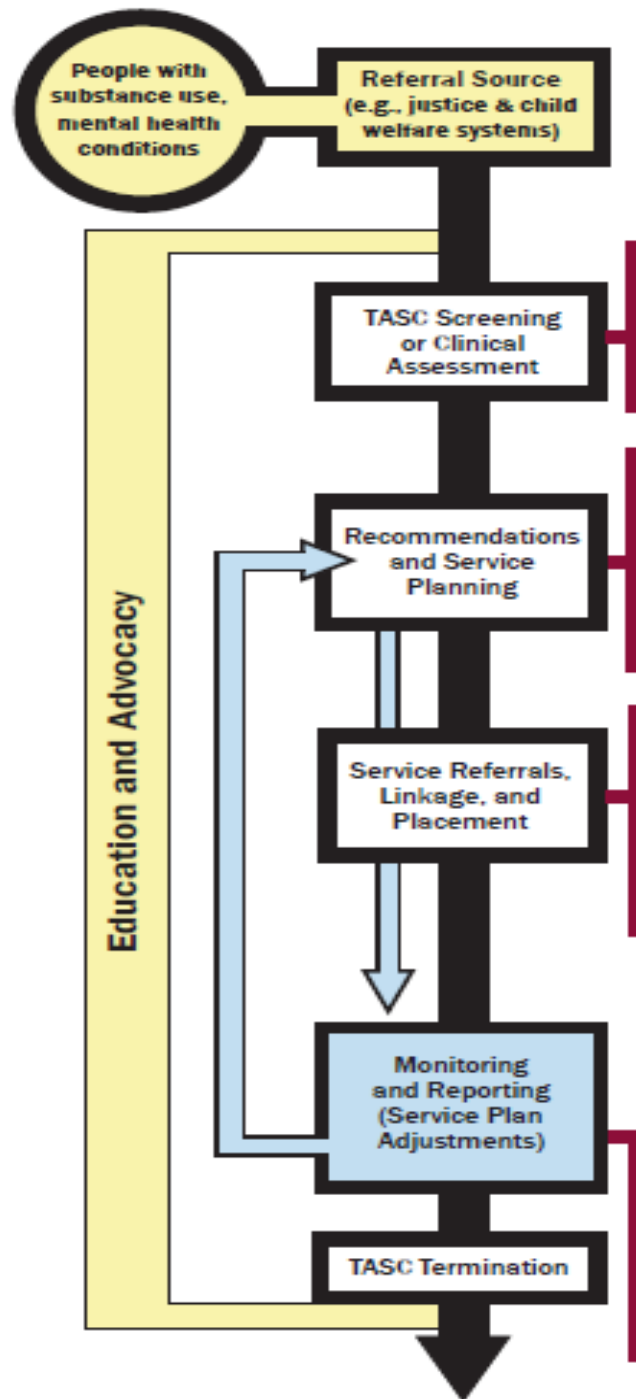 People with
substance use,
mental health
conditions
Referral Source
(e.g., justice & child
welfare systems)
TASC Screening
or Clinical
Assessment
Recommendations
and Service
Planning
Education and Advocacy
Service Referrals,
Linkage, and
Placement
Monitoring
and Reporting
(Service Plan
Adjustments)
TASC Termination